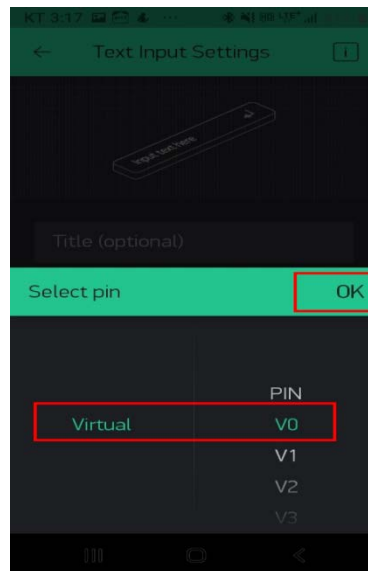 KT 3:17
Text Input Settings
Input text here
Title (optional)
Select pin OK
PIN
Virtual V0
V1
V2
V3